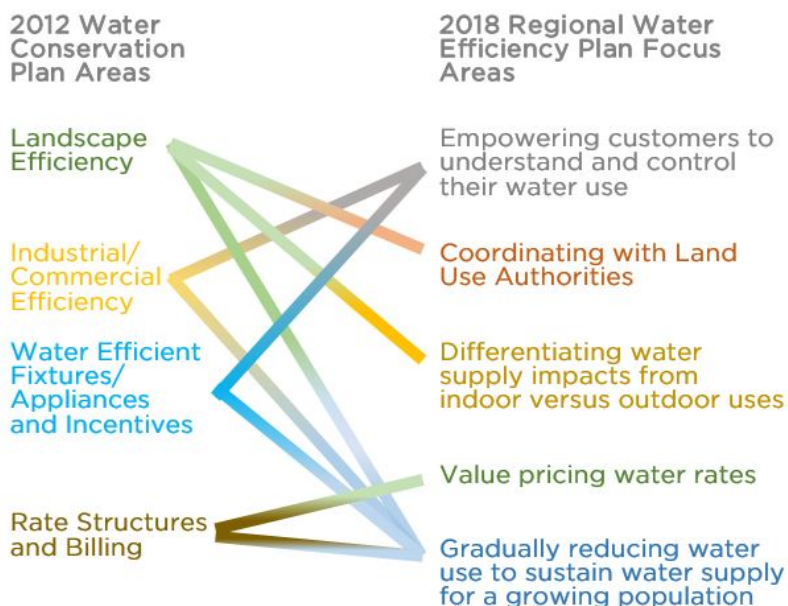 2012 Water
Conservation
Plan Areas
Landscape
Efficiency
Industrial/
Commercial
Efficiency
Water Efficient
Fixtures/
Appliances
and Incentives
Rate Structures
and Billing
2018 Regional Water
Efficiency Plan Focus
Areas
Empowering customers to
understand and control
their water use
Coordinating with Land
Use Authorities
Differentiating water
supply impacts from
indoor versus outdoor uses
Value pricing water rates
Gradually reducing water
use to sustain water supply
for a growing population